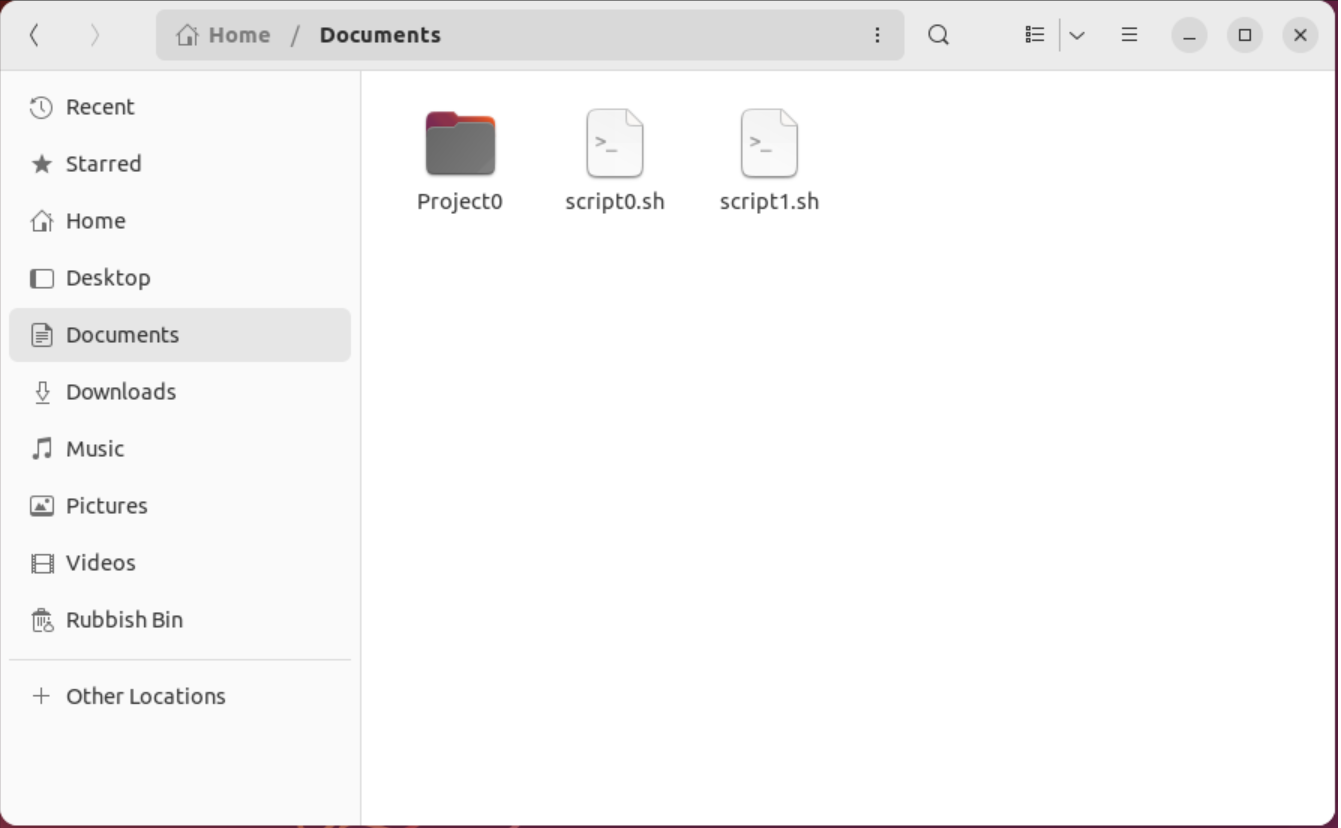 Home / Documents
Recent
Starred
Home
Desktop
Documents
Downloads
Music
Pictures
Videos
Rubbish Bin
Other Locations
Project0 script0.sh script1.sh